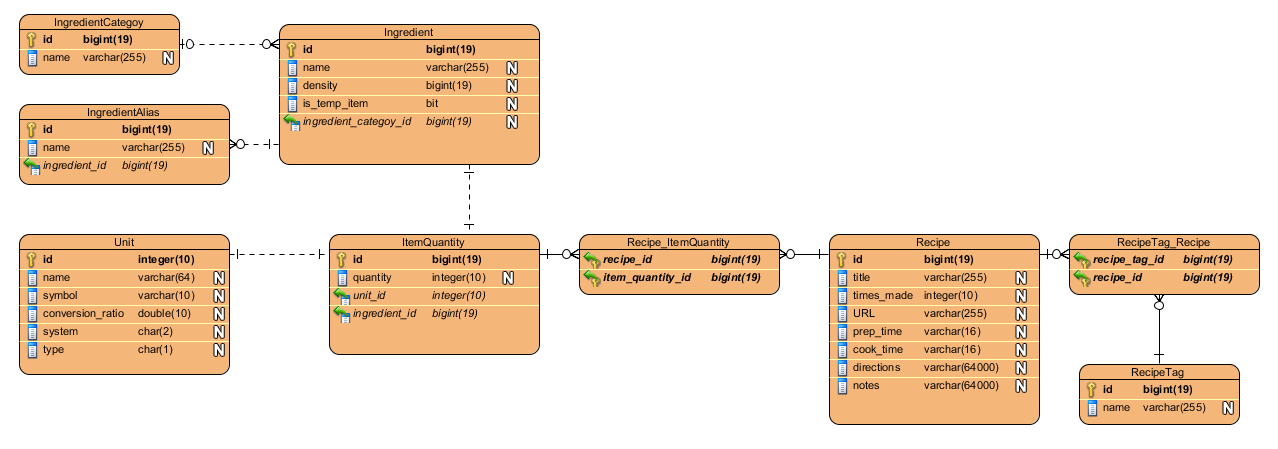 IngredientCategoy
id bigint(19)
name varchar(255) N
Ingredient
id bigint(19)
name varchar(255) N
density bigint(19) N
is_temp_item bit N
ingredient_categoy_id bigint(19) N
IngredientAlias
id bigint(19)
name varchar(255) N
ingredient_id bigint(19)
Unit
id integer(10)
name varchar(64) N
symbol varchar(10) N
conversion_ratio double(10) N
system char(2) N
type char(1) N
ItemQuantity
id bigint(19)
quantity integer(10) N
unit_id integer(10)
ingredient_id bigint(19)
Recipe_ItemQuantity
recipe_id bigint(19)
item_quantity_id bigint(19)
Recipe
id bigint(19)
title varchar(255) N
times_made integer(10) N
URL varchar(255) N
prep_time varchar(16) N
cook_time varchar(16) N
directions varchar(64000) N
notes varchar(64000) N
RecipeTag_Recipe
recipe_tag_id bigint(19)
recipe_id bigint(19)
RecipeTag
id bigint(19)
name varchar(255) N